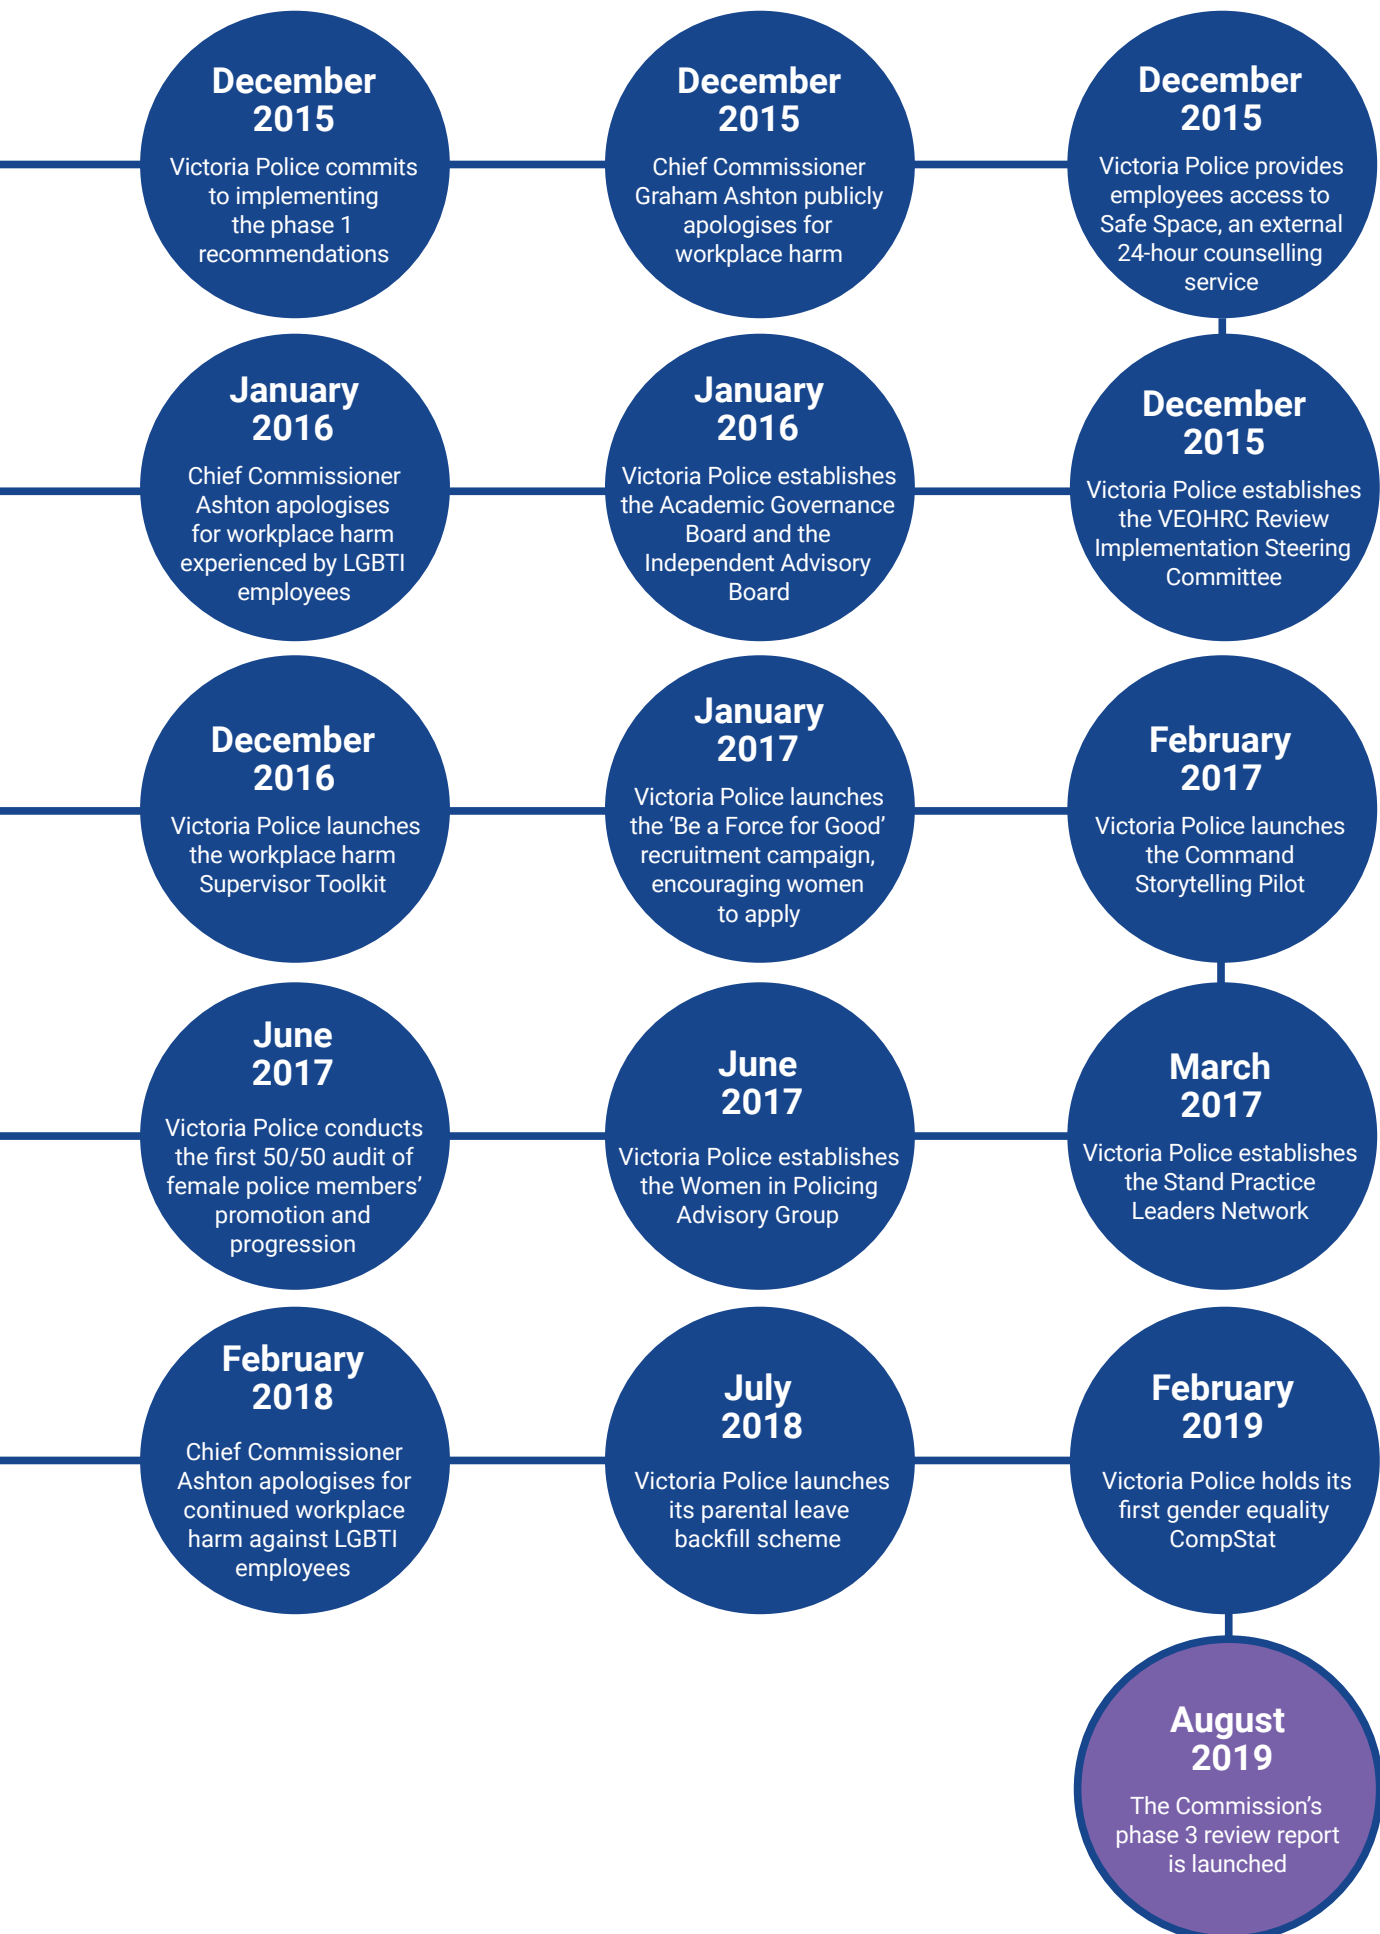 December
2015
Victoria Police commits
to implementing
the phase 1
recommendations
December
2015
Chief Commissioner
Graham Ashton publicly
apologises for
workplace harm
December
2015
Victoria Police provides
employees access to
Safe Space, an external
24-hour counselling
service
December
2015
Victoria Police establishes
the VEOHRC Review
Implementation Steering
Committee
January
2016
Victoria Police establishes
the Academic Governance
Board and the
Independent Advisory
Board
January
2016
Chief Commissioner
Ashton apologises
for workplace harm
experienced by LGBTI
employees
December
2016
Victoria Police launches
the workplace harm
Supervisor Toolkit
January
2017
Victoria Police launches
the ‘Be a Force for Good’
recruitment campaign,
encouraging women
to apply
February
2017
Victoria Police launches
the Command
Storytelling Pilot
March
2017
Victoria Police establishes
the Stand Practice
Leaders Network
June
2017
Victoria Police establishes
the Women in Policing
Advisory Group
June
2017
Victoria Police conducts
the first 50/50 audit of
female police members’
promotion and
progression
February
2018
Chief Commissioner
Ashton apologises for
continued workplace
harm against LGBTI
employees
July
2018
Victoria Police launches
its parental leave
backfill scheme
February
2019
Victoria Police holds its
first gender equality
CompStat
August
2019
The Commission’s
phase 3 review report
is launched